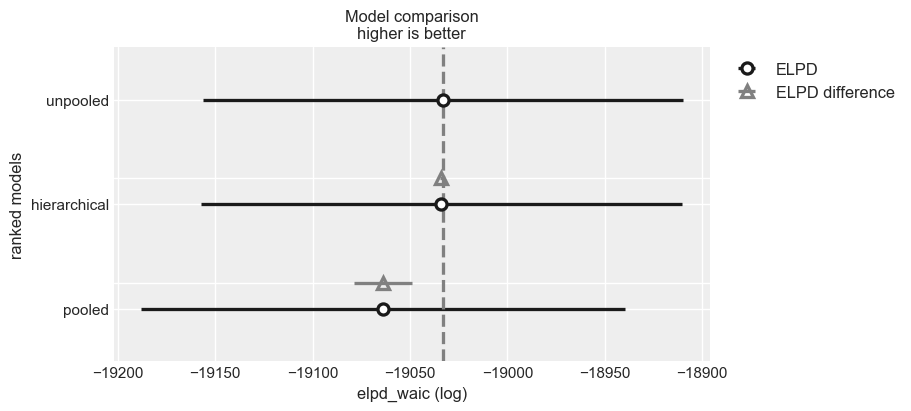 Model comparison
higher is better
ELPD
ELPD difference
ranked models
unpooled
hierarchical
pooled
−19200 −19150 −19100 −19050 −19000 −18950 −18900
elpd_waic (log)